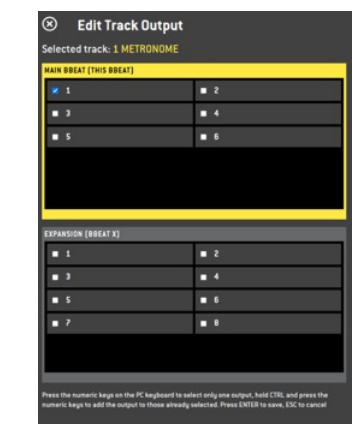 Edit Track Output
Selected track: 1 METRONOME
MAIN BBEAT (THIS BBEAT)
1 2
3 4
5 6
EXPANSION (BBEAT X)
1 2
3 4
5 6
7 8
Press the numeric keys on the PC keyboard to select only one output, hold CTRL and press the
numeric keys to add the output to those already selected. Press ENTER to save, ESC to cancel